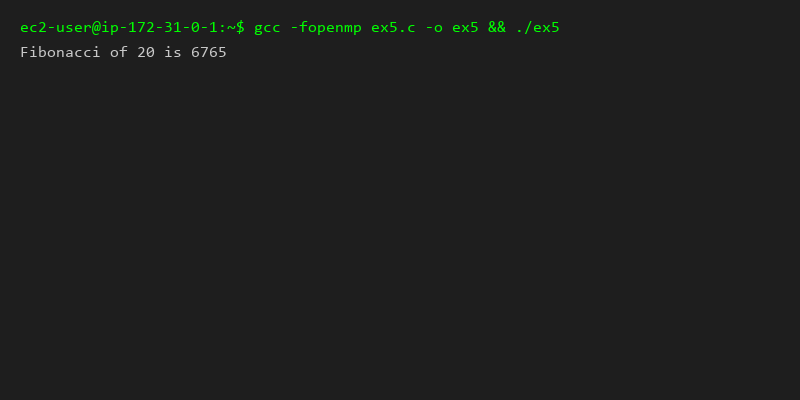 ec2-user@ip-172-31-0-1:~$ gcc -fopenmp ex5.c -o ex5 && ./ex5
Fibonacci of 20 is 6765